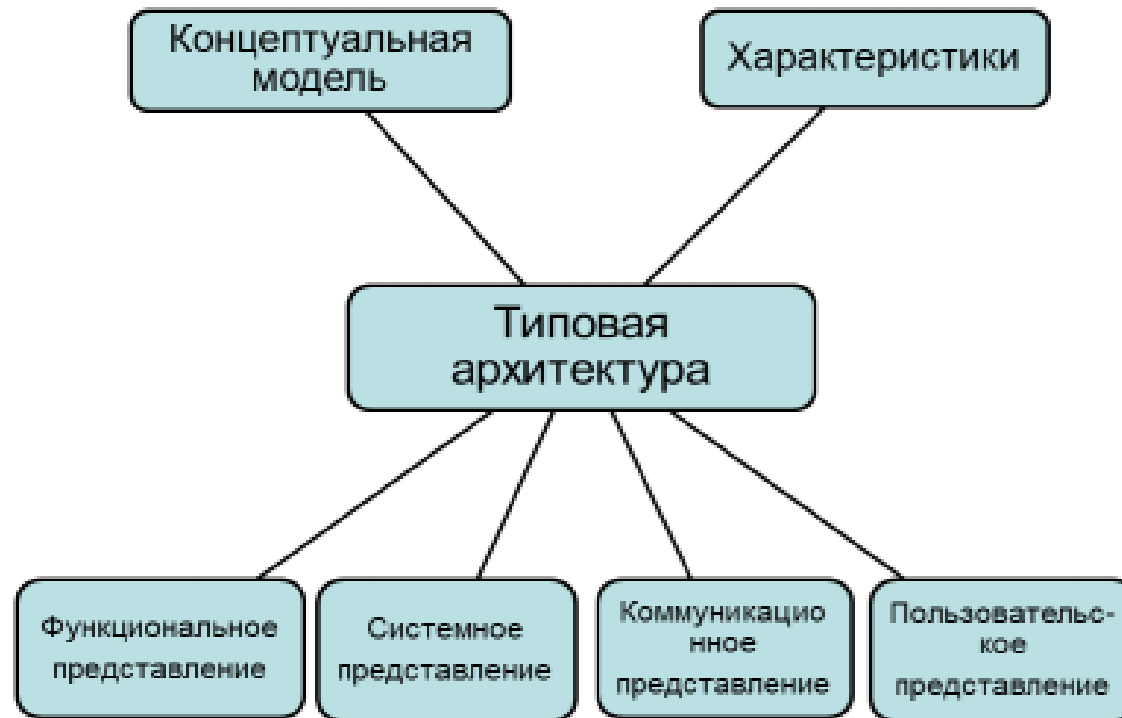 Концептуальная
модель
Характеристики
Типовая
архитектура
Функциональное
представление
Системное
представление
Коммуникацио
нное
представление
Пользовательс-
кое
представление